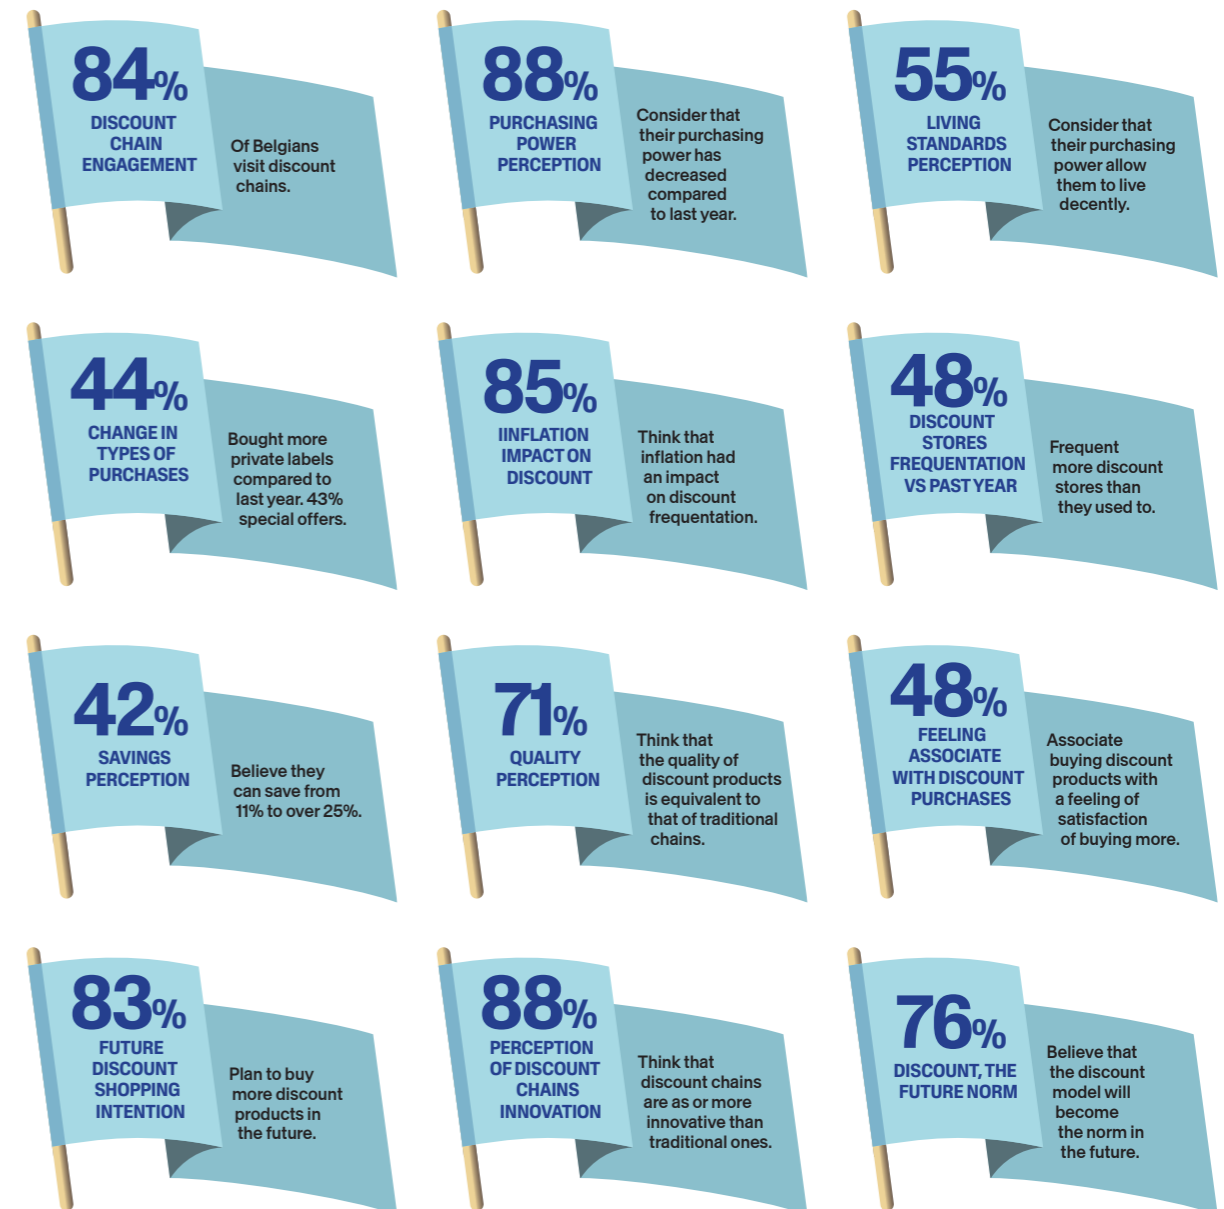 84%
DISCOUNT
CHAIN
ENGAGEMENT
Of Belgians
visit discount
chains.
88%
PURCHASING
POWER
PERCEPTION
Consider that
their purchasing
power has
decreased
compared
to last year.
55%
LIVING
STANDARDS
PERCEPTION
Consider that
their purchasing
power allow
them to live
decently.
44%
CHANGE IN
TYPES OF
PURCHASES
Bought more
private labels
compared to
last year. 43%
special offers.
85%
IINFLATION
IMPACT ON
DISCOUNT
Think that
inflation had
an impact
on discount
frequentation.
48%
DISCOUNT
STORES
FREQUENTATION
VS PAST YEAR
Frequent
more discount
stores than
they used to.
42%
SAVINGS
PERCEPTION
Believe they
can save from
11% to over 25%.
71%
QUALITY
PERCEPTION
Think that
the quality of
discount products
is equivalent to
that of traditional
chains.
48%
FEELING
ASSOCIATE
WITH DISCOUNT
PURCHASES
Associate
buying discount
products with
a feeling of
satisfaction
of buying more.
83%
FUTURE
DISCOUNT
SHOPPING
INTENTION
Plan to buy
more discount
products in
the future.
88%
PERCEPTION
OF DISCOUNT
CHAINS
INNOVATION
Think that
discount chains
are as or more
innovative than
traditional ones.
76%
DISCOUNT, THE
FUTURE NORM
Believe that
the discount
model will
become
the norm in
the future.